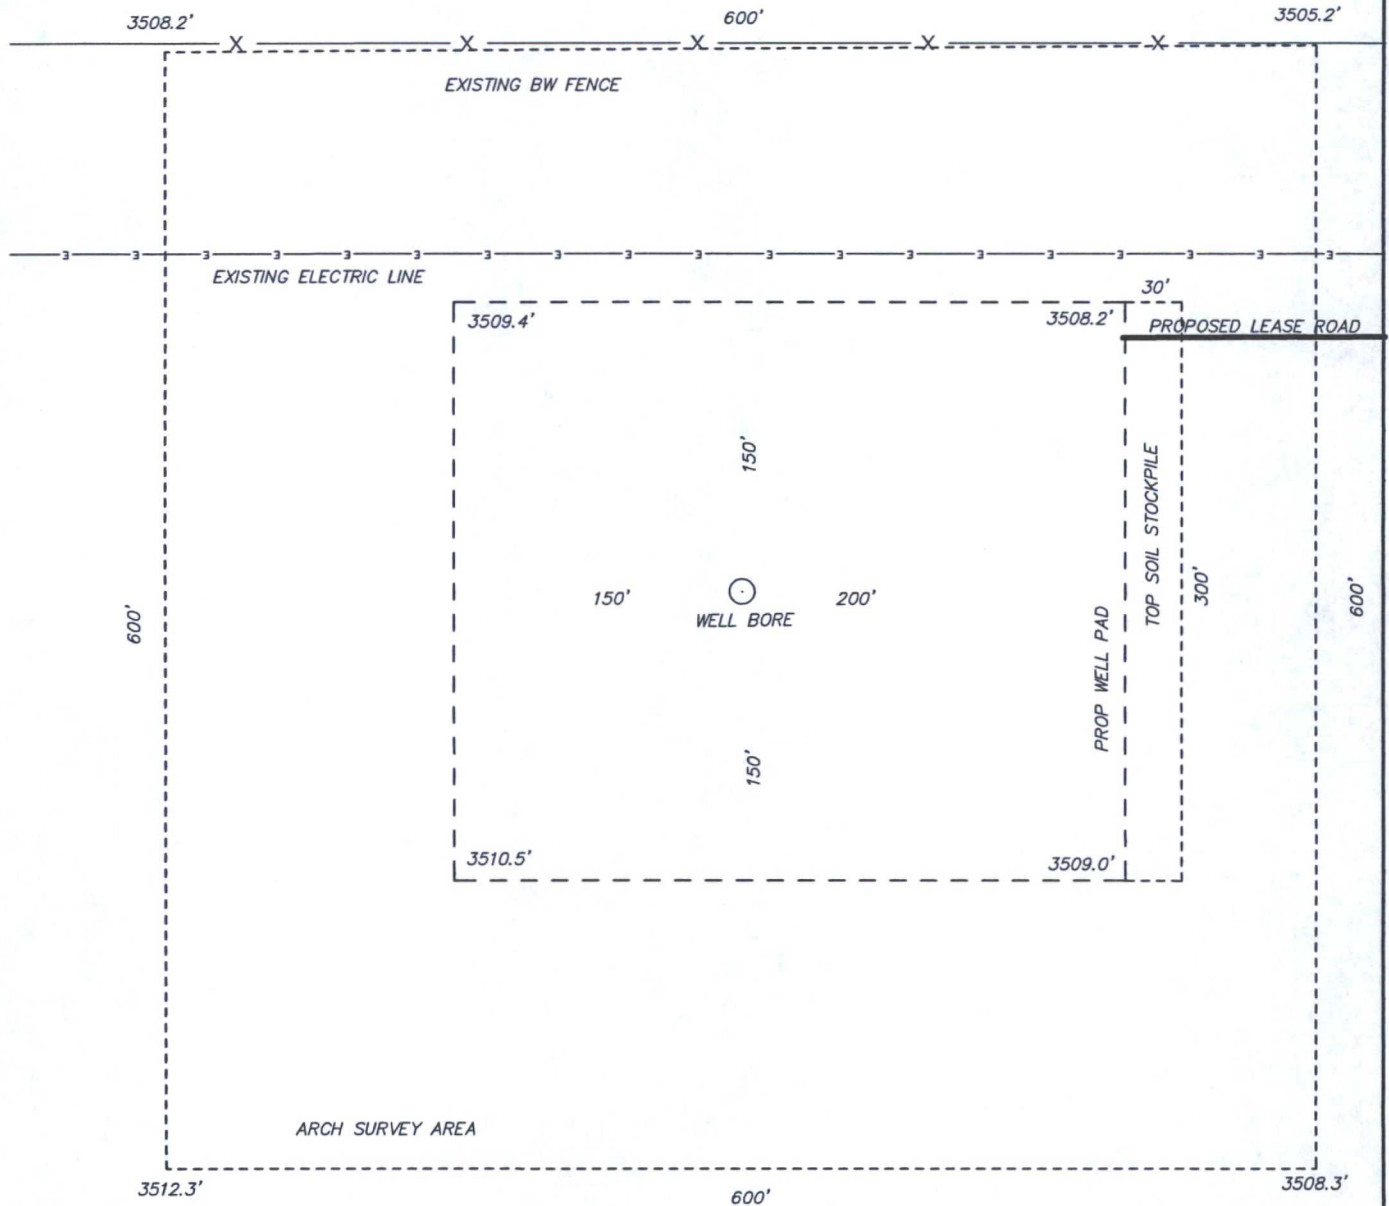 3508.2'
600'
3505.2'
X X X X X
EXISTING BW FENCE
EXISTING ELECTRIC LINE
30'
3509.4'
3508.2'
PROPOSED LEASE ROAD
150'
TOP SOIL STOCKPILE
600'
150'
200'
300'
600'
WELL BORE
PROP WELL PAD
150'
3510.5'
3509.0'
ARCH SURVEY AREA
3512.3'
600'
3508.3'